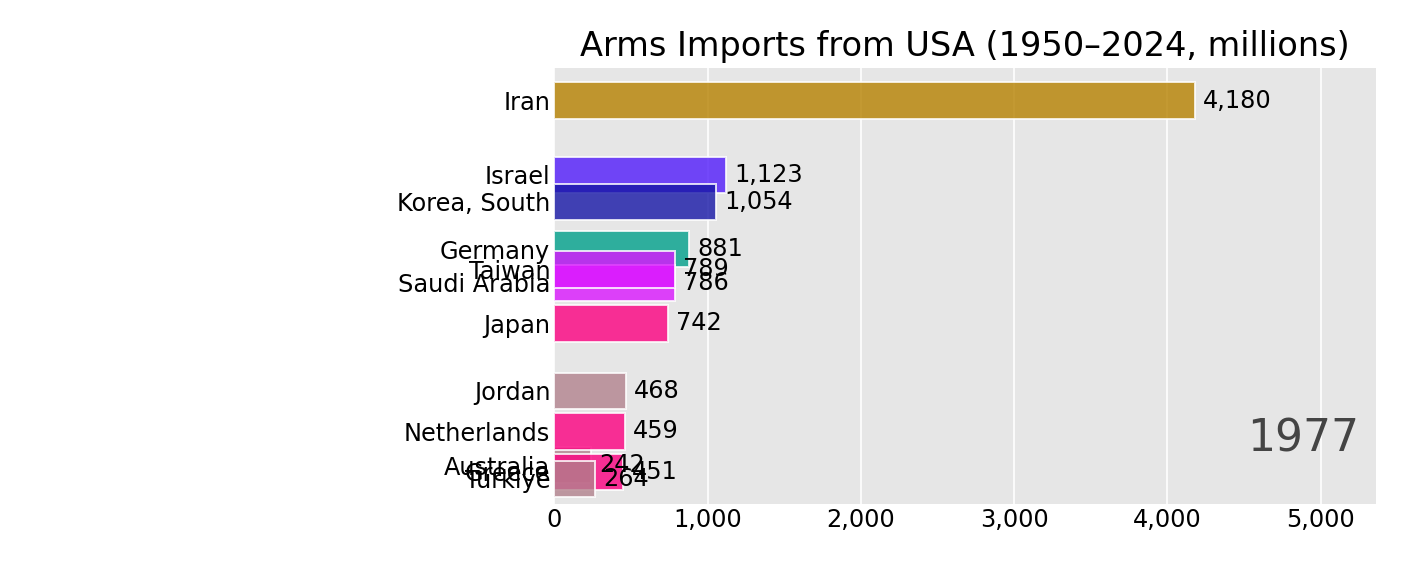 Arms Imports from USA (1950–2024, millions)
Iran 4,180
Israel 1,123
Korea, South 1,054
Germany 881
Taiwan 789
Saudi Arabia 786
Japan 742
Jordan 468
Netherlands 459
Australia 242
Greece 451
Türkiye 264
1977
0 1,000 2,000 3,000 4,000 5,000